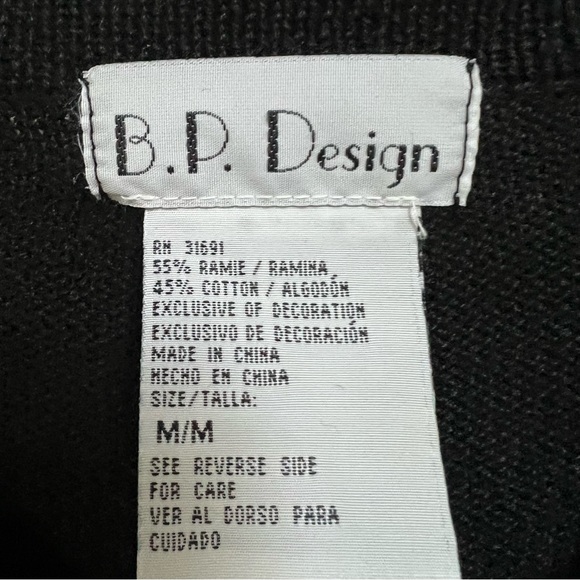 B.P. Design
RN 31691
55% RAMIE / RAMINA
45% COTTON / ALGODÓN
EXCLUSIVE OF DECORATION
EXCLUSIVO DE DECORACIÓN
MADE IN CHINA
HECHO EN CHINA
SIZE/TALLA:
M/M
SEE REVERSE SIDE
FOR CARE
VER AL DORSO PARA
CUIDADO